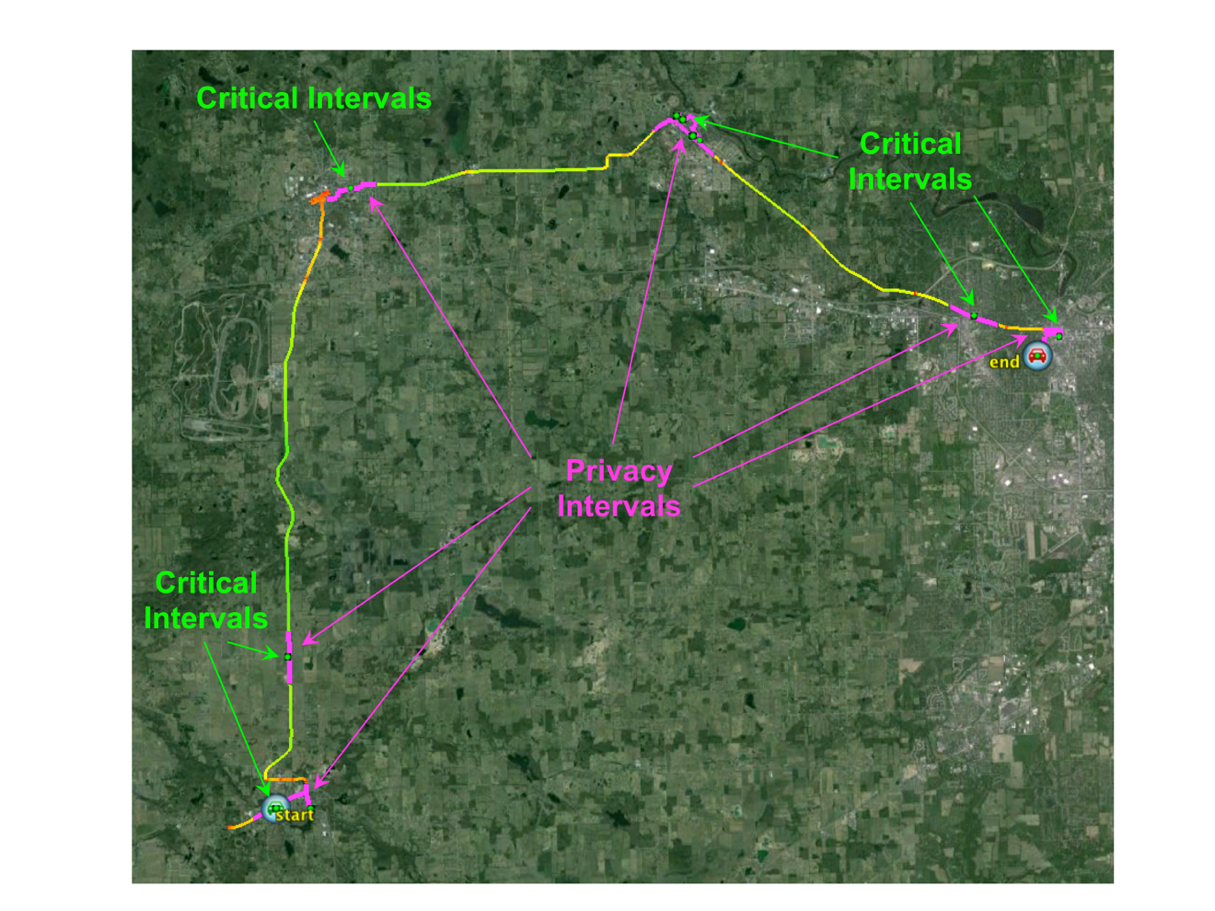 Critical Intervals
Critical
Intervals
end
Privacy
Intervals
Critical
Intervals
start